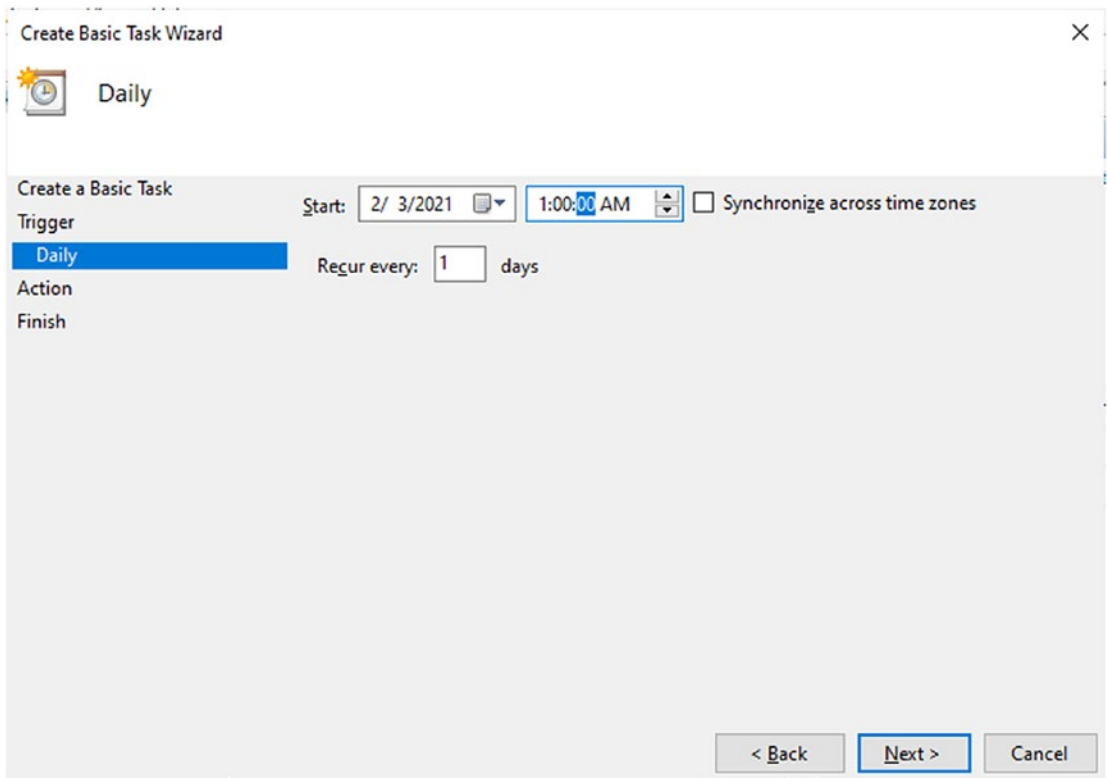 Create Basic Task Wizard
Daily
Create a Basic Task
Trigger
Daily
Action
Finish
Start: 2/ 3/2021 1:00:00 AM Synchronize across time zones
Recur every: 1 days
< Back Next > Cancel